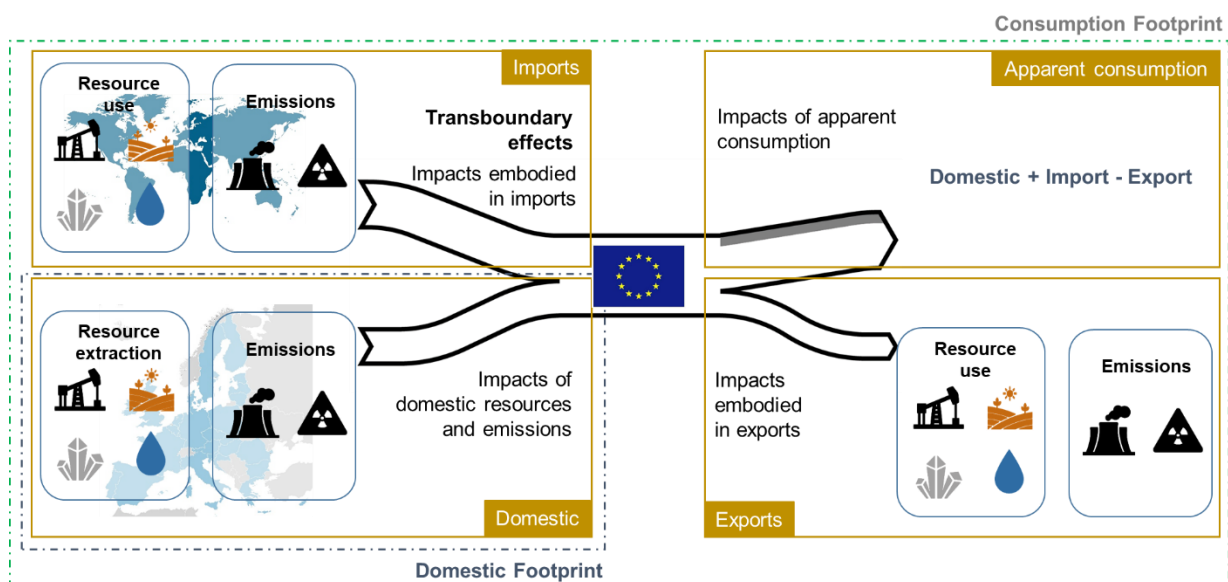 Consumption Footprint
Imports
Resource
use
Emissions
Transboundary
effects
Impacts embodied
in imports
Apparent consumption
Impacts of apparent
consumption
Domestic + Import - Export
Resource
extraction
Emissions
Impacts of
domestic resources
and emissions
Domestic
Domestic Footprint
Impacts
embodied
in exports
Resource
use
Emissions
Exports